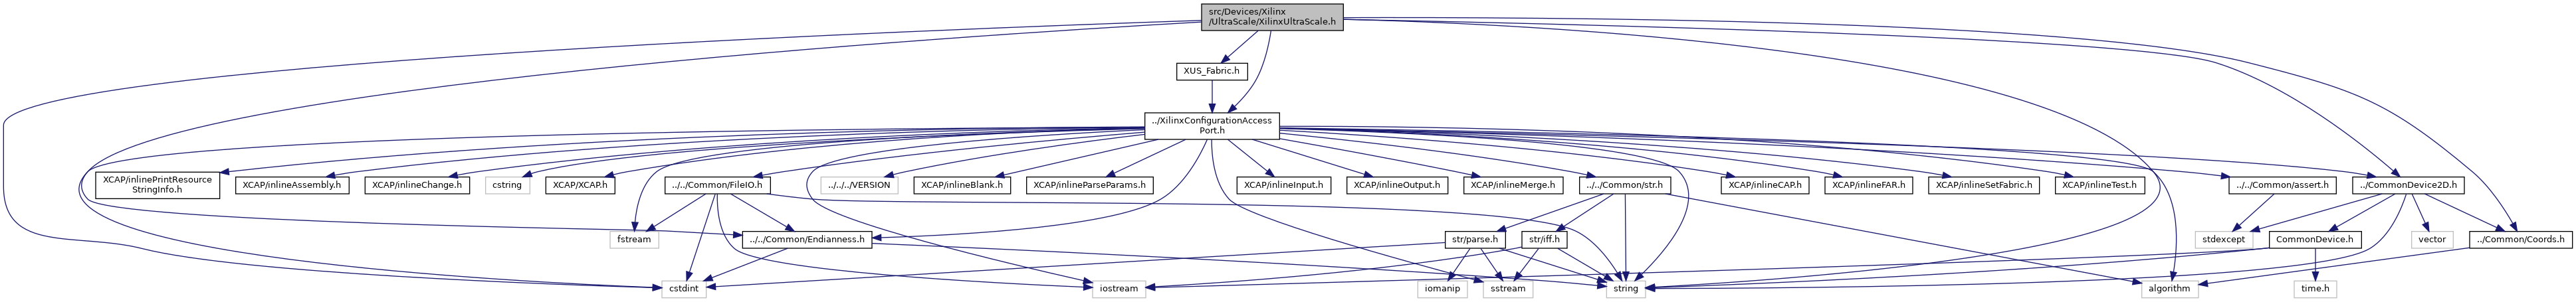 src/Devices/Xilinx
/UltraScale/XilinxUltraScale.h
XUS_Fabric.h
../XilinxConfigurationAccess
Port.h
XCAP/inlinePrintResource
StringInfo.h
XCAP/inlineAssembly.h
XCAP/inlineChange.h
cstring
XCAP/XCAP.h
../../Common/FileIO.h
../../../VERSION
XCAP/inlineBlank.h
XCAP/inlineParseParams.h
XCAP/inlineInput.h
XCAP/inlineOutput.h
XCAP/inlineMerge.h
../../Common/str.h
XCAP/inlineCAP.h
XCAP/inlineFAR.h
XCAP/inlineSetFabric.h
XCAP/inlineTest.h
../../Common/assert.h
../CommonDevice2D.h
fstream
../../Common/Endianness.h
str/parse.h
str/iff.h
stdexcept
CommonDevice.h
vector
../Common/Coords.h
cstdint
iostream
iomanip
sstream
string
algorithm
time.h